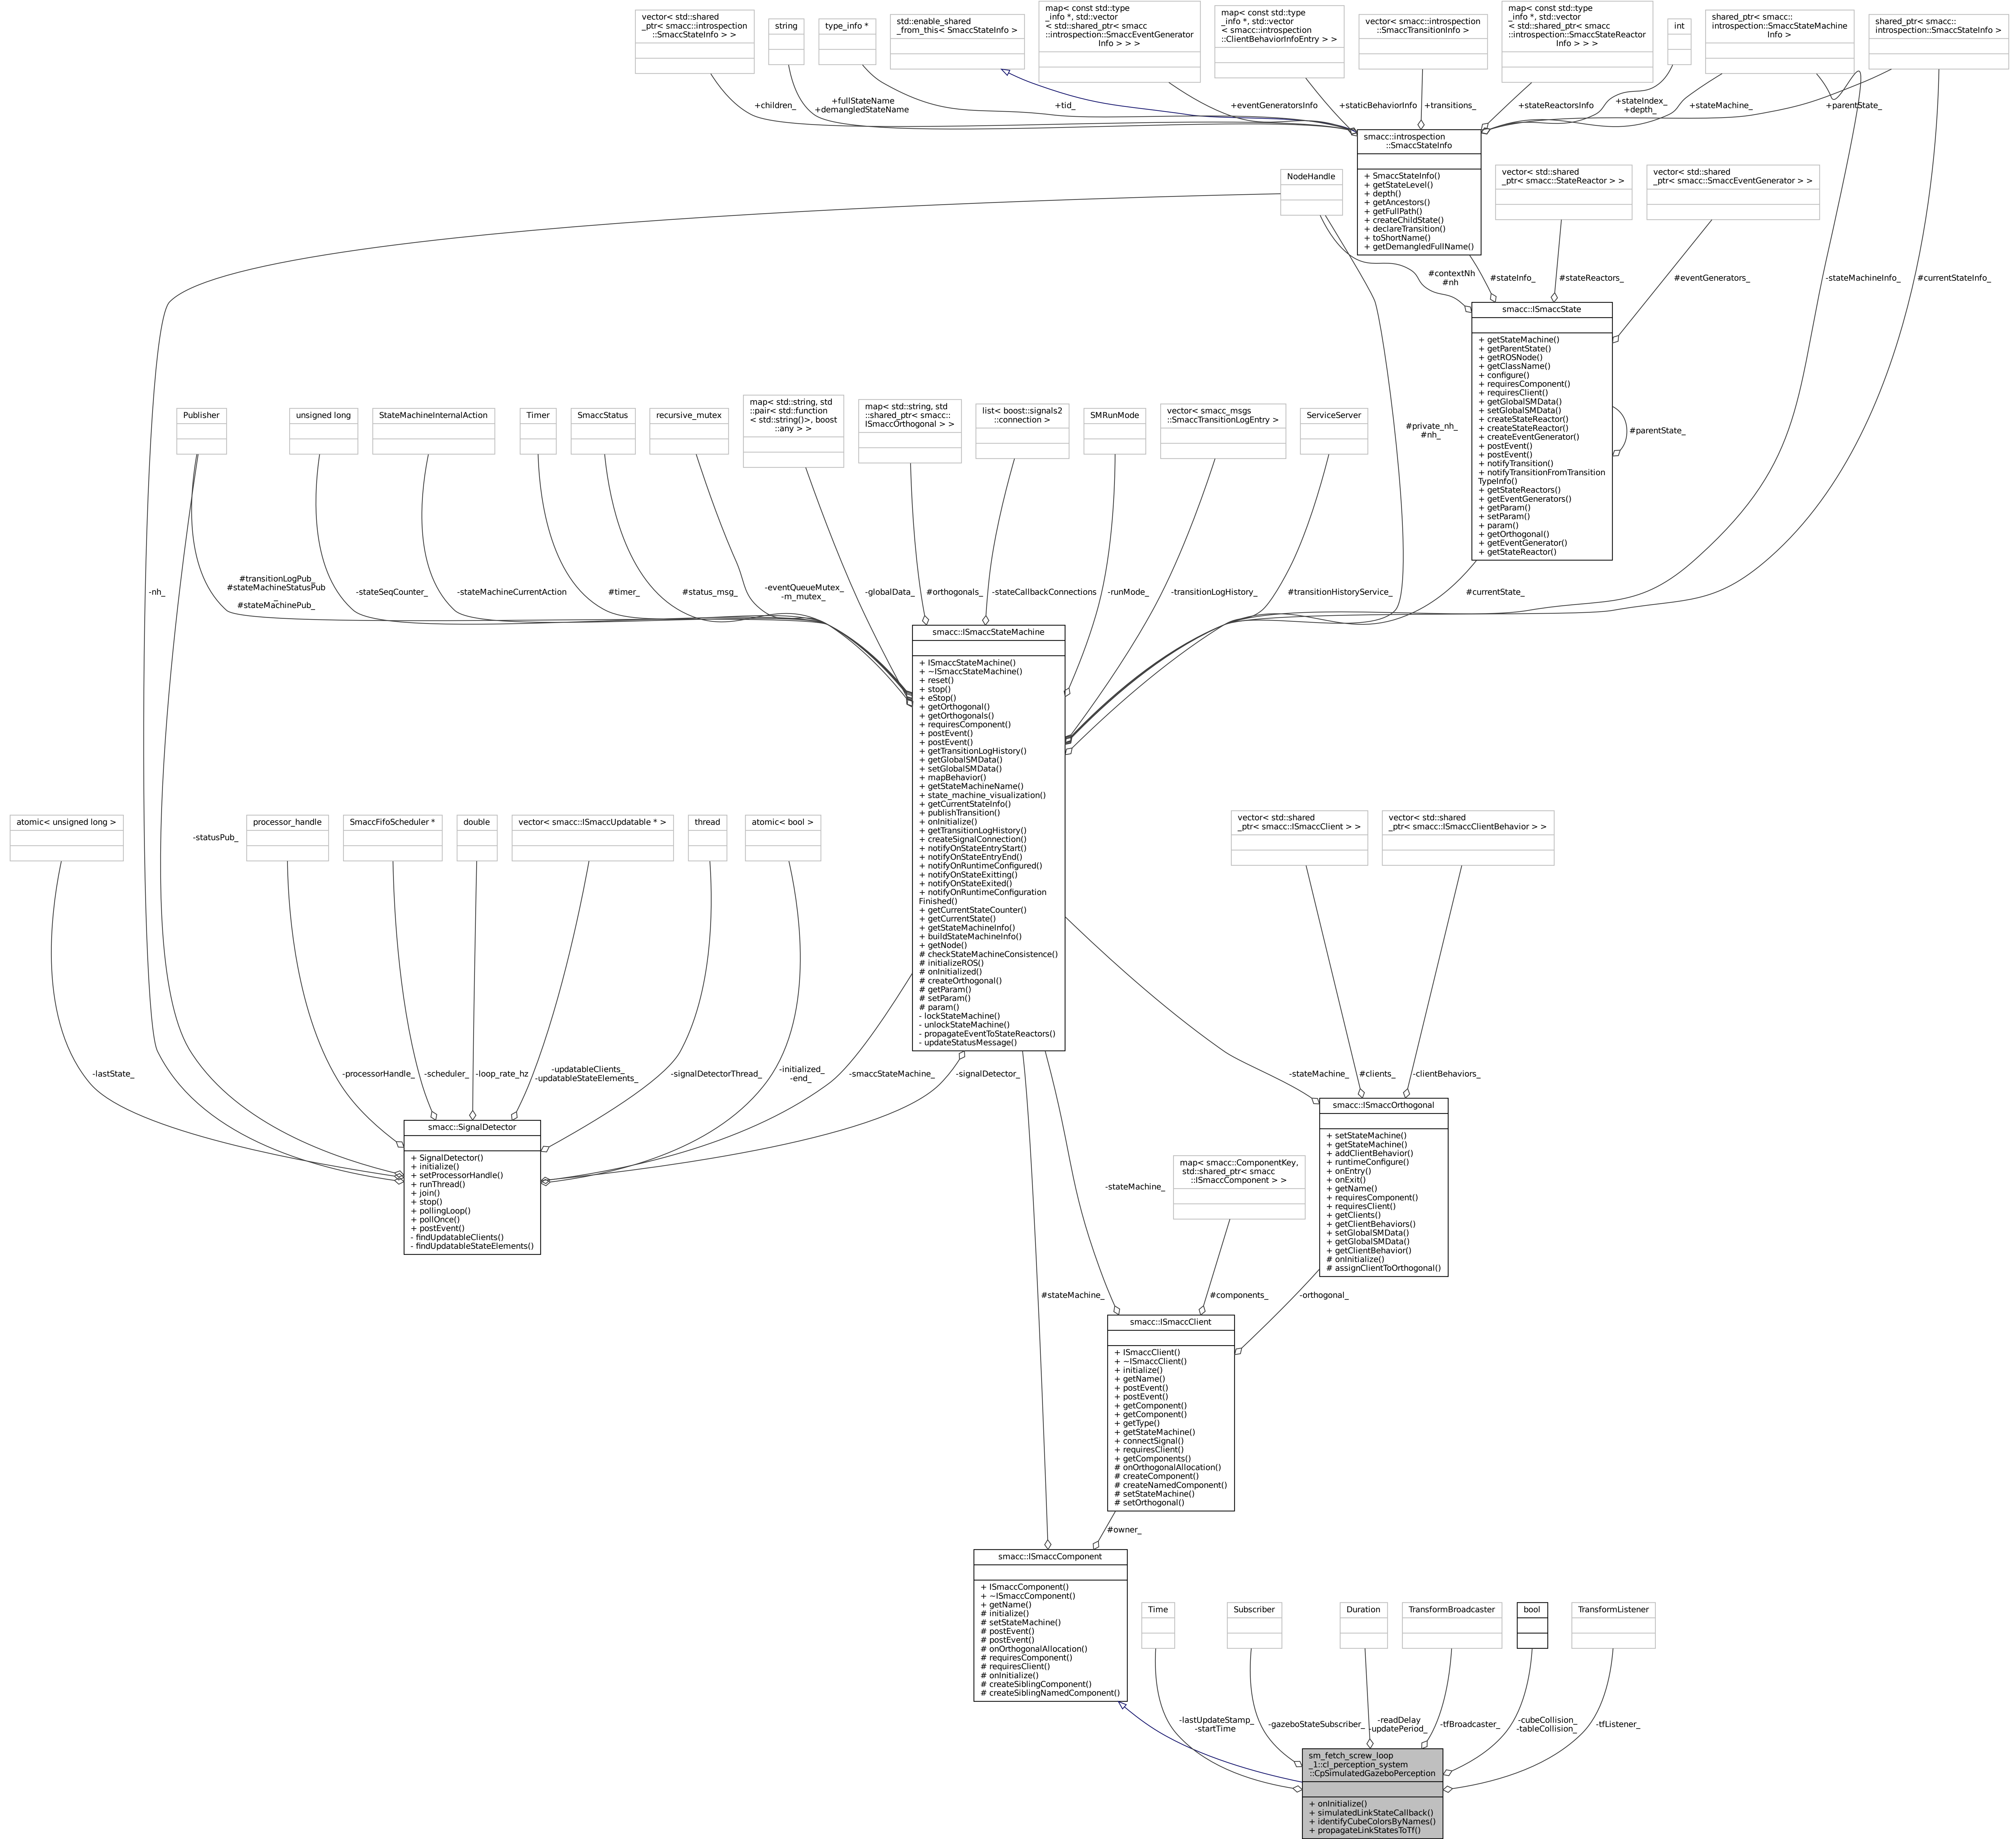 vector< std::shared
_ptr< smacc::introspection
::SmaccStateInfo > >
string
type_info *
std::enable_shared
_from_this< SmaccStateInfo >
map< const std::type
_info *, std::vector
< std::shared_ptr< smacc
::introspection::SmaccEventGenerator
Info > > >
map< const std::type
_info *, std::vector
< smacc::introspection
::ClientBehaviorInfoEntry > >
vector< smacc::introspection
::SmaccTransitionInfo >
map< const std::type
_info *, std::vector
< std::shared_ptr< smacc
::introspection::SmaccStateReactor
Info > > >
int
shared_ptr< smacc::
introspection::SmaccStateMachine
Info >
shared_ptr< smacc::
introspection::SmaccStateInfo >
+children_
+fullStateName
+demangledStateName
+tid_
+eventGeneratorsInfo
+staticBehaviorInfo
+transitions_
+stateReactorsInfo
+stateIndex_
+depth_
+stateMachine_
+parentState_
smacc::introspection
::SmaccStateInfo
+ SmaccStateInfo()
+ getStateLevel()
+ depth()
+ getAncestors()
+ getFullPath()
+ createChildState()
+ declareTransition()
+ toShortName()
+ getDemangledFullName()
NodeHandle
vector< std::shared
_ptr< smacc::StateReactor > >
vector< std::shared
_ptr< smacc::SmaccEventGenerator > >
#contextNh
#nh
#stateInfo_
#stateReactors_
#eventGenerators_
-stateMachineInfo_
#currentStateInfo_
smacc::ISmaccState
+ getStateMachine()
+ getParentState()
+ getROSNode()
+ getClassName()
+ configure()
+ requiresComponent()
+ requiresClient()
+ getGlobalSMData()
+ setGlobalSMData()
+ createStateReactor()
+ createStateReactor()
+ createEventGenerator()
+ postEvent()
+ postEvent()
+ notifyTransition()
+ notifyTransitionFromTransition
TypeInfo()
+ getStateReactors()
+ getEventGenerators()
+ getParam()
+ setParam()
+ param()
+ getOrthogonal()
+ getEventGenerator()
+ getStateReactor()
#parentState_
Publisher
unsigned long
StateMachineInternalAction
Timer
SmaccStatus
recursive_mutex
map< std::string, std
::pair< std::function
< std::string()>, boost
::any > >
map< std::string, std
::shared_ptr< smacc::
ISmaccOrthogonal > >
list< boost::signals2
::connection >
SMRunMode
vector< smacc_msgs
::SmaccTransitionLogEntry >
ServiceServer
#private_nh_
#nh_
-nh_
#transitionLogPub_
#stateMachineStatusPub
_
#stateMachinePub_
-stateSeqCounter_
-stateMachineCurrentAction
#timer_
#status_msg_
-eventQueueMutex_
-m_mutex_
-globalData_
#orthogonals_
-stateCallbackConnections
-runMode_
-transitionLogHistory_
#transitionHistoryService_
#currentState_
smacc::ISmaccStateMachine
+ ISmaccStateMachine()
+ ~ISmaccStateMachine()
+ reset()
+ stop()
+ eStop()
+ getOrthogonal()
+ getOrthogonals()
+ requiresComponent()
+ postEvent()
+ postEvent()
+ getTransitionLogHistory()
+ getGlobalSMData()
+ setGlobalSMData()
+ mapBehavior()
+ getStateMachineName()
+ state_machine_visualization()
+ getCurrentStateInfo()
+ publishTransition()
+ onInitialize()
+ getTransitionLogHistory()
+ createSignalConnection()
+ notifyOnStateEntryStart()
+ notifyOnStateEntryEnd()
+ notifyOnRuntimeConfigured()
+ notifyOnStateExitting()
+ notifyOnStateExited()
+ notifyOnRuntimeConfiguration
Finished()
+ getCurrentStateCounter()
+ getCurrentState()
+ getStateMachineInfo()
+ buildStateMachineInfo()
+ getNode()
# checkStateMachineConsistence()
# initializeROS()
# onInitialized()
# createOrthogonal()
# getParam()
# setParam()
# param()
- lockStateMachine()
- unlockStateMachine()
- propagateEventToStateReactors()
- updateStatusMessage()
atomic< unsigned long >
-statusPub_
processor_handle
SmaccFifoScheduler *
double
vector< smacc::ISmaccUpdatable * >
thread
atomic< bool >
vector< std::shared
_ptr< smacc::ISmaccClient > >
vector< std::shared
_ptr< smacc::ISmaccClientBehavior > >
-lastState_
-processorHandle_
-scheduler_
-loop_rate_hz
-updatableClients_
-updatableStateElements_
-signalDetectorThread_
-initialized_
-end_
-smaccStateMachine_
-signalDetector_
-stateMachine_
#clients_
-clientBehaviors_
smacc::SignalDetector
+ SignalDetector()
+ initialize()
+ setProcessorHandle()
+ runThread()
+ join()
+ stop()
+ pollingLoop()
+ pollOnce()
+ postEvent()
- findUpdatableClients()
- findUpdatableStateElements()
smacc::ISmaccOrthogonal
+ setStateMachine()
+ getStateMachine()
+ addClientBehavior()
+ runtimeConfigure()
+ onEntry()
+ onExit()
+ getName()
+ requiresComponent()
+ requiresClient()
+ getClients()
+ getClientBehaviors()
+ setGlobalSMData()
+ getGlobalSMData()
+ getClientBehavior()
# onInitialize()
# assignClientToOrthogonal()
map< smacc::ComponentKey,
std::shared_ptr< smacc
::ISmaccComponent > >
-stateMachine_
#stateMachine_
#components_
-orthogonal_
smacc::ISmaccClient
+ ISmaccClient()
+ ~ISmaccClient()
+ initialize()
+ getName()
+ postEvent()
+ postEvent()
+ getComponent()
+ getComponent()
+ getType()
+ getStateMachine()
+ connectSignal()
+ requiresClient()
+ getComponents()
# onOrthogonalAllocation()
# createComponent()
# createNamedComponent()
# setStateMachine()
# setOrthogonal()
#owner_
smacc::ISmaccComponent
+ ISmaccComponent()
+ ~ISmaccComponent()
+ getName()
# initialize()
# setStateMachine()
# postEvent()
# postEvent()
# onOrthogonalAllocation()
# requiresComponent()
# requiresClient()
# onInitialize()
# createSiblingComponent()
# createSiblingNamedComponent()
Time
Subscriber
Duration
TransformBroadcaster
bool
TransformListener
-lastUpdateStamp_
-startTime
-gazeboStateSubscriber_
-readDelay
-updatePeriod_
-tfBroadcaster_
-cubeCollision_
-tableCollision_
-tfListener_
sm_fetch_screw_loop
_1::cl_perception_system
::CpSimulatedGazeboPerception
+ onInitialize()
+ simulatedLinkStateCallback()
+ identifyCubeColorsByNames()
+ propagateLinkStatesToTf()